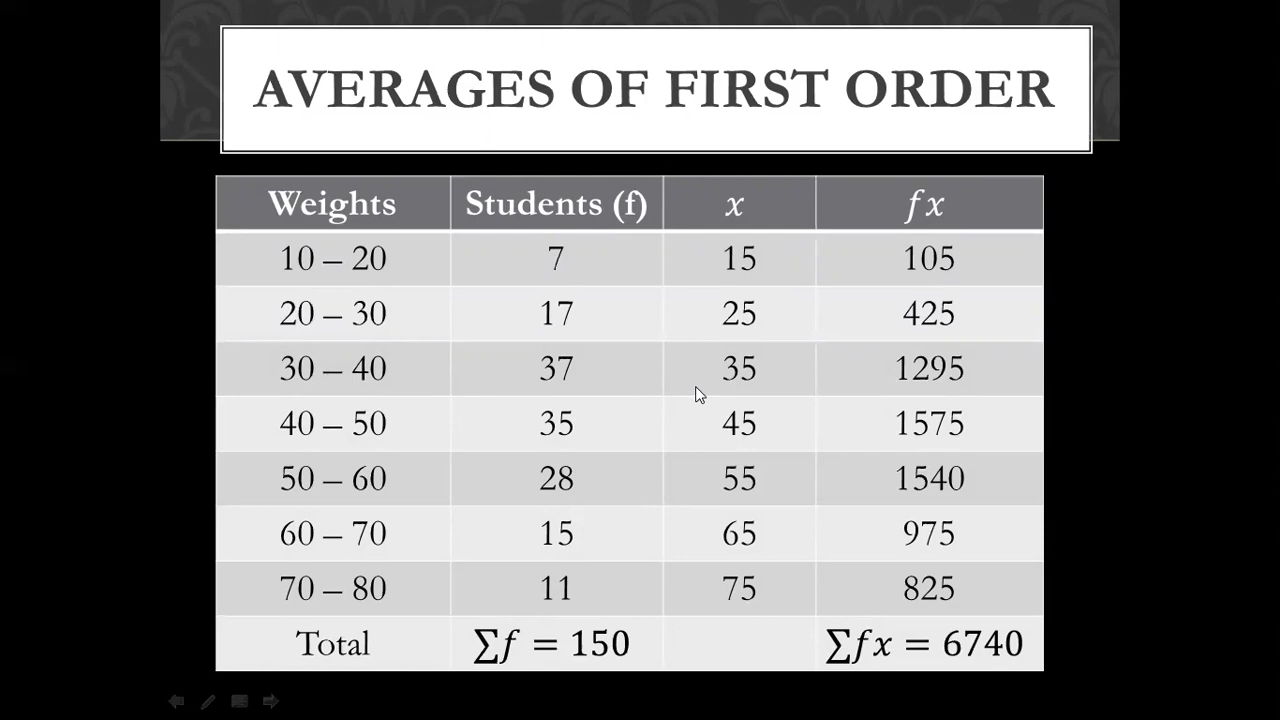 AVERAGES OF FIRST ORDER
Weights Students (f) x fx
10 – 20 7 15 105
20 – 30 17 25 425
30 – 40 37 35 1295
40 – 50 35 45 1575
50 – 60 28 55 1540
60 – 70 15 65 975
70 – 80 11 75 825
Total ∑f = 150 ∑fx = 6740